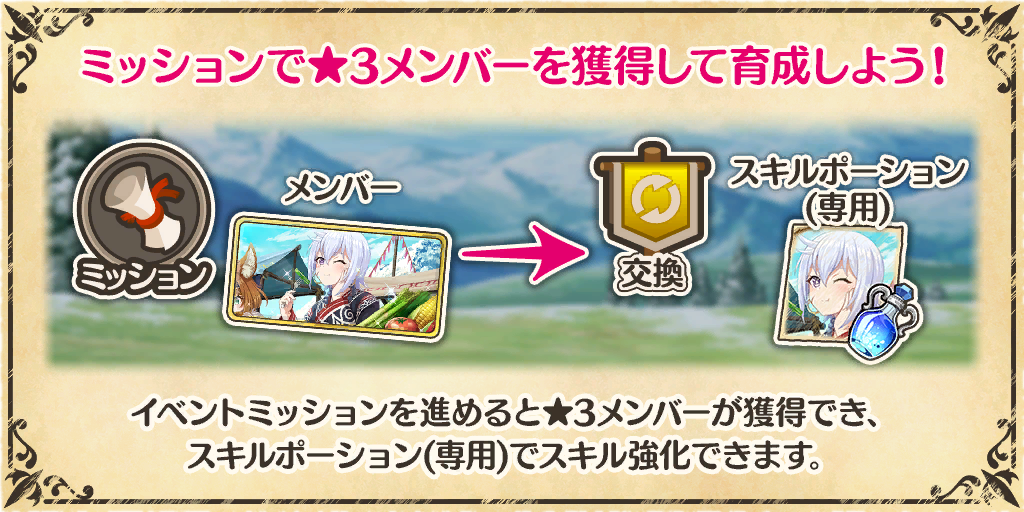 ミッションで★3メンバーを獲得して育成しよう!
メンバー
ミッション
交換
スキルポーション
(専用)
イベントミッションを進めると★3メンバーが獲得でき、
スキルポーション(専用)でスキル強化できます。